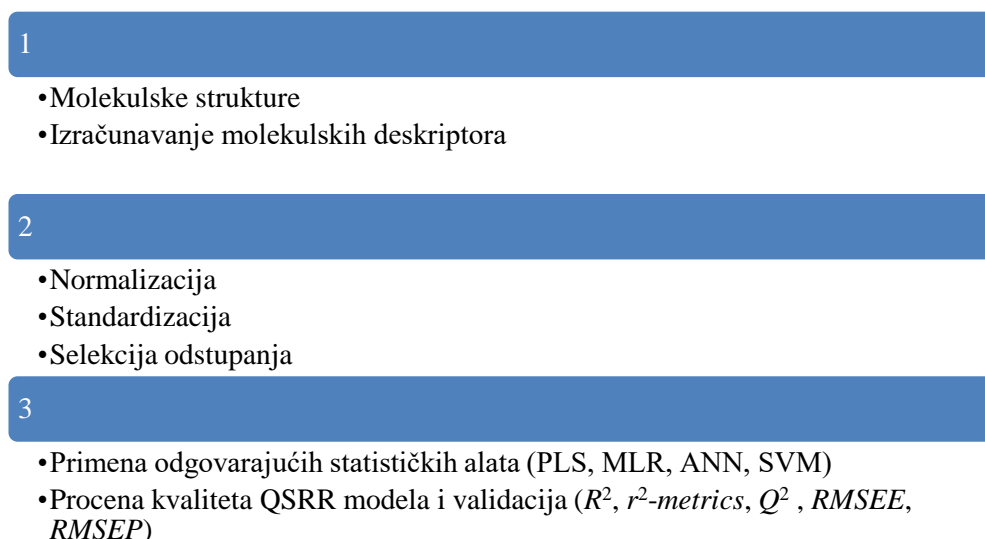 1
•Molekulske strukture
•Izračunavanje molekulskih deskriptora
2
•Normalizacija
•Standardizacija
•Selekcija odstupanja
3
•Primena odgovarajućih statističkih alata (PLS, MLR, ANN, SVM)
•Procena kvaliteta QSRR modela i validacija (R², r²-metrics, Q² , RMSEE,
RMSEP)